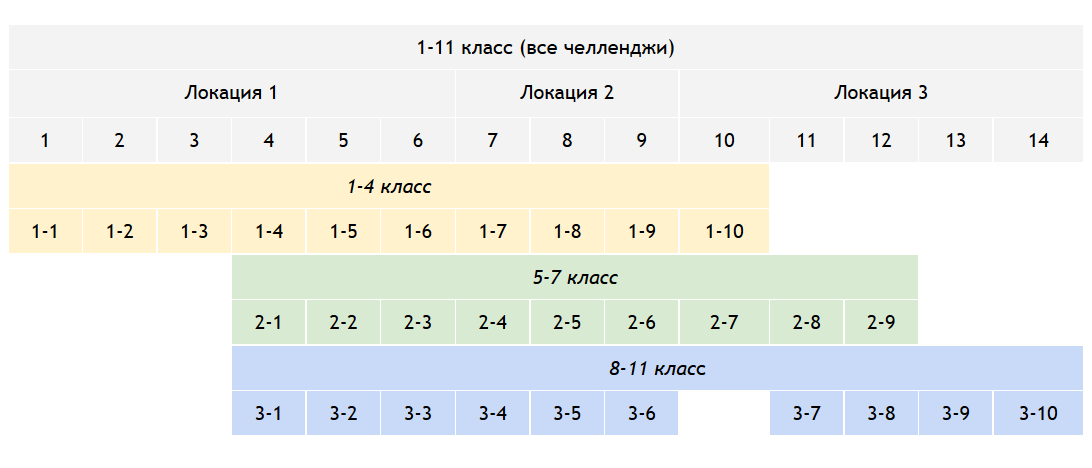 1-11 класс (все челленджи)
Локация 1 Локация 2 Локация 3
1 2 3 4 5 6 7 8 9 10 11 12 13 14
1-4 класс
1-1 1-2 1-3 1-4 1-5 1-6 1-7 1-8 1-9 1-10
5-7 класс
2-1 2-2 2-3 2-4 2-5 2-6 2-7 2-8 2-9
8-11 класс
3-1 3-2 3-3 3-4 3-5 3-6 3-7 3-8 3-9 3-10